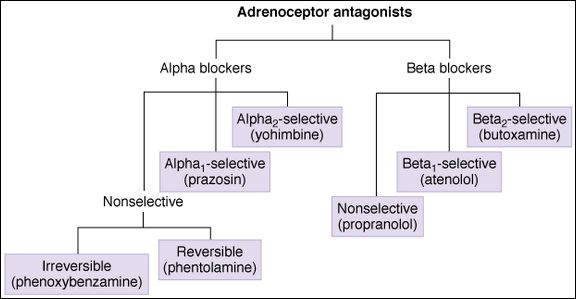 Adrenoceptor antagonists
Alpha blockers
Beta blockers
Alpha₂-selective
(yohimbine)
Beta₂-selective
(butoxamine)
Alpha₁-selective
(prazosin)
Beta₁-selective
(atenolol)
Nonselective
Nonselective
(propranolol)
Irreversible
(phenoxybenzamine)
Reversible
(phentolamine)